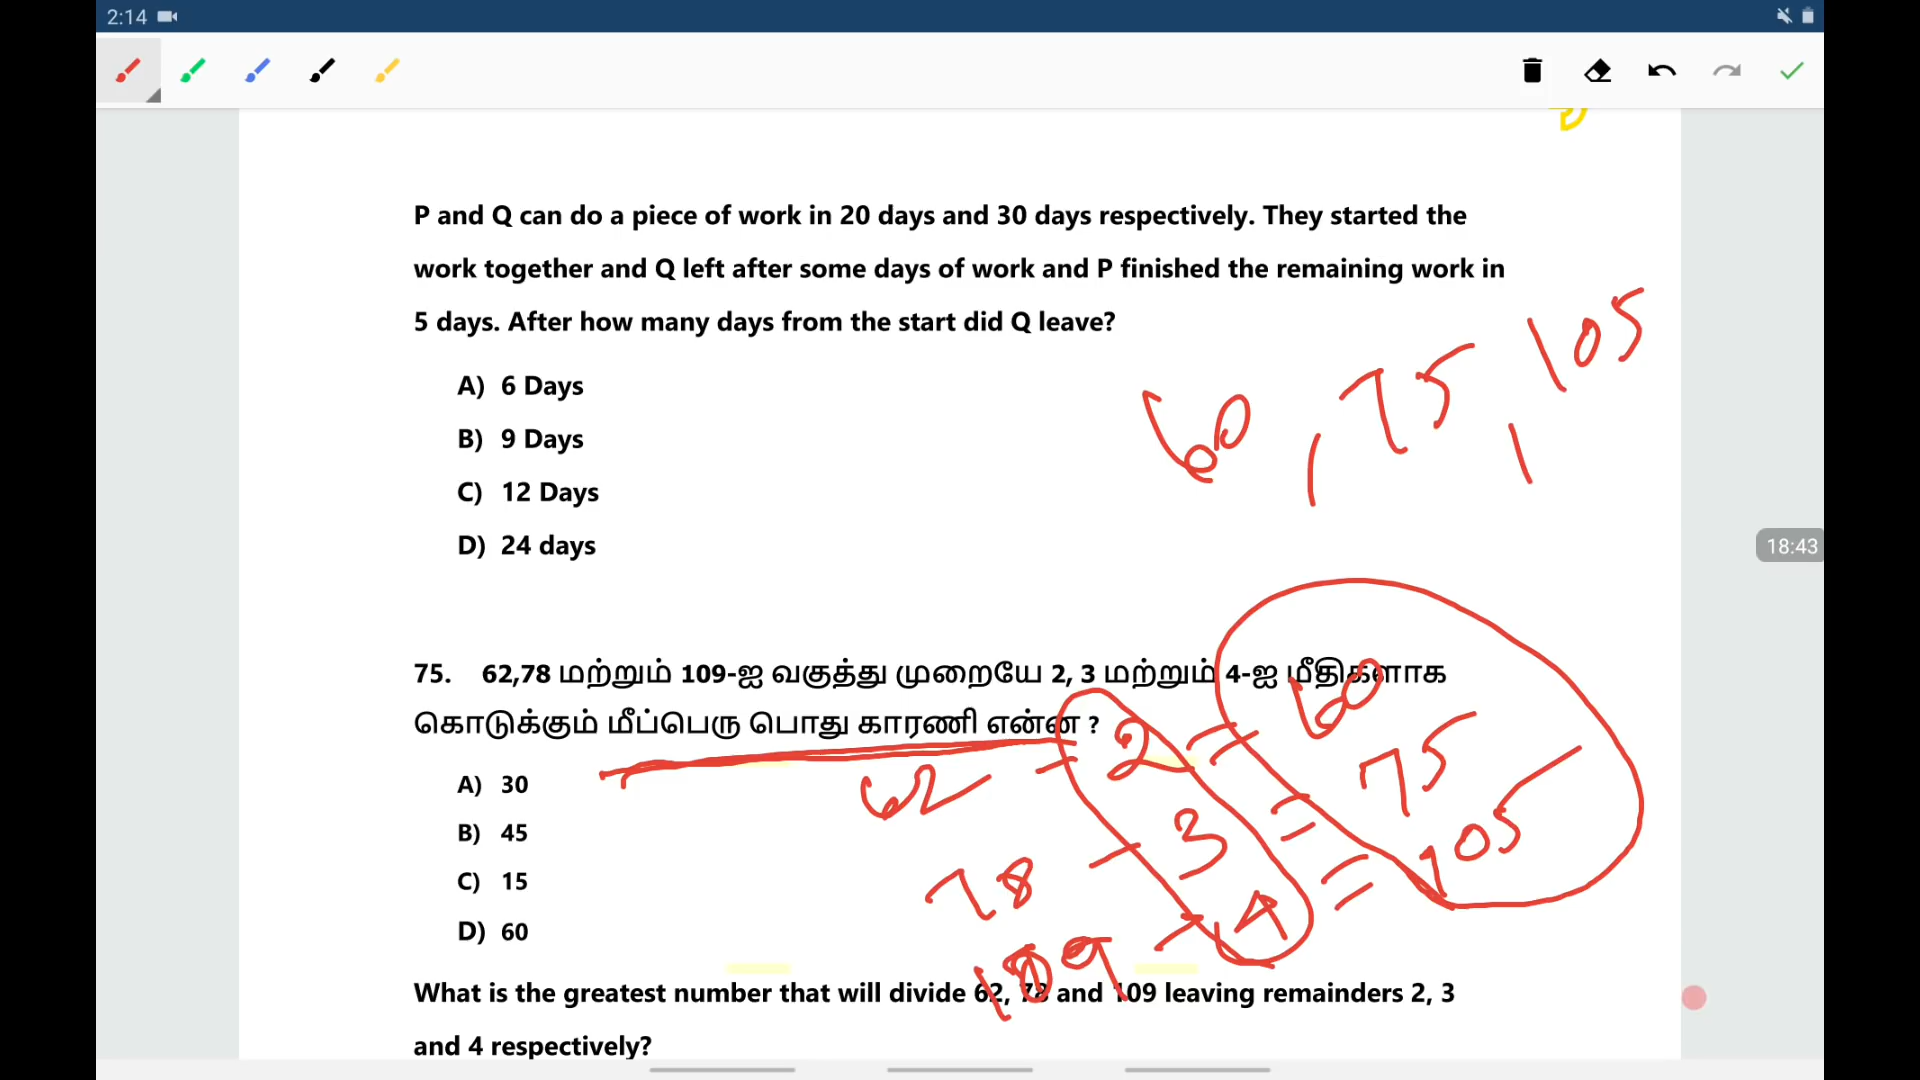 2:14
P and Q can do a piece of work in 20 days and 30 days respectively. They started the
work together and Q left after some days of work and P finished the remaining work in
5 days. After how many days from the start did Q leave?
60, 75, 105
A) 6 Days
B) 9 Days
C) 12 Days
D) 24 days
18:43
75. 62,78 மற்றும் 109-ஐ வகுத்து முறையே 2, 3 மற்றும் 4-ஐ மீதிகளாக
கொடுக்கும் மீப்பெரு பொது காரணி என்ன ?
62 - 2 = 60
78 - 3 = 75
109 - 4 = 105
A) 30
B) 45
C) 15
D) 60
What is the greatest number that will divide 62, 78 and 109 leaving remainders 2, 3
and 4 respectively?